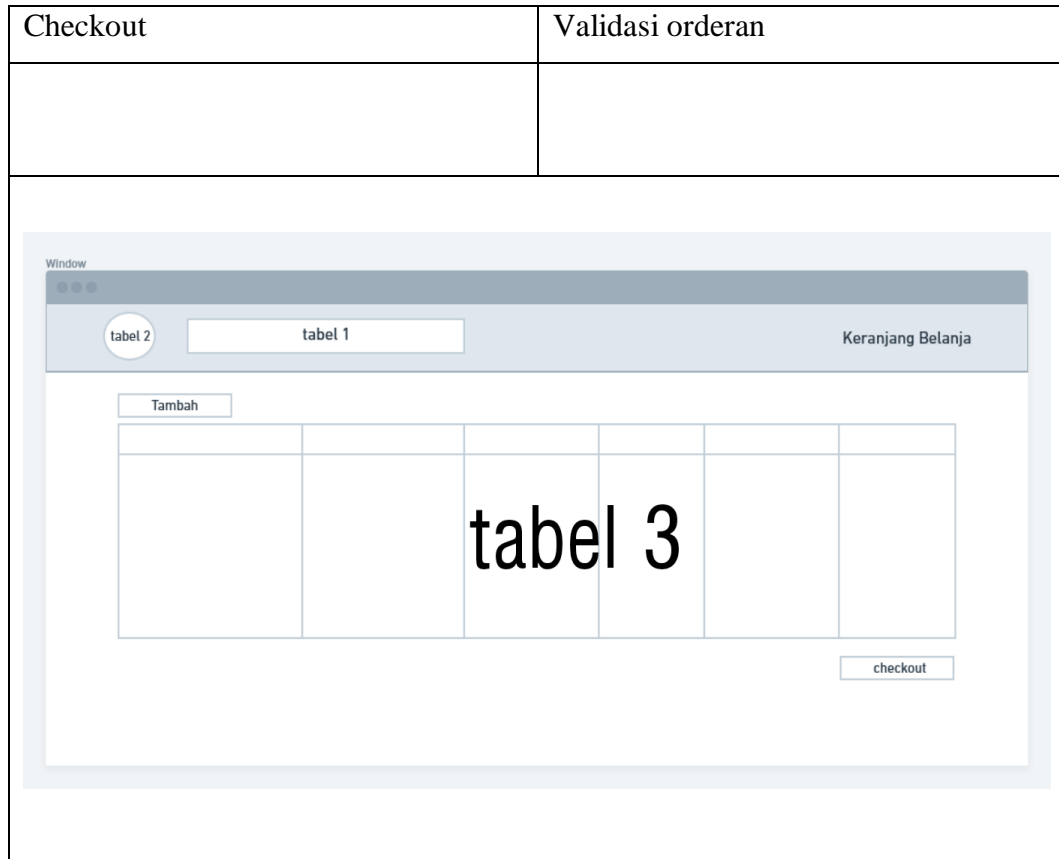 Checkout
Validasi orderan
Window
tabel 2
tabel 1
Keranjang Belanja
Tambah
tabel 3
checkout